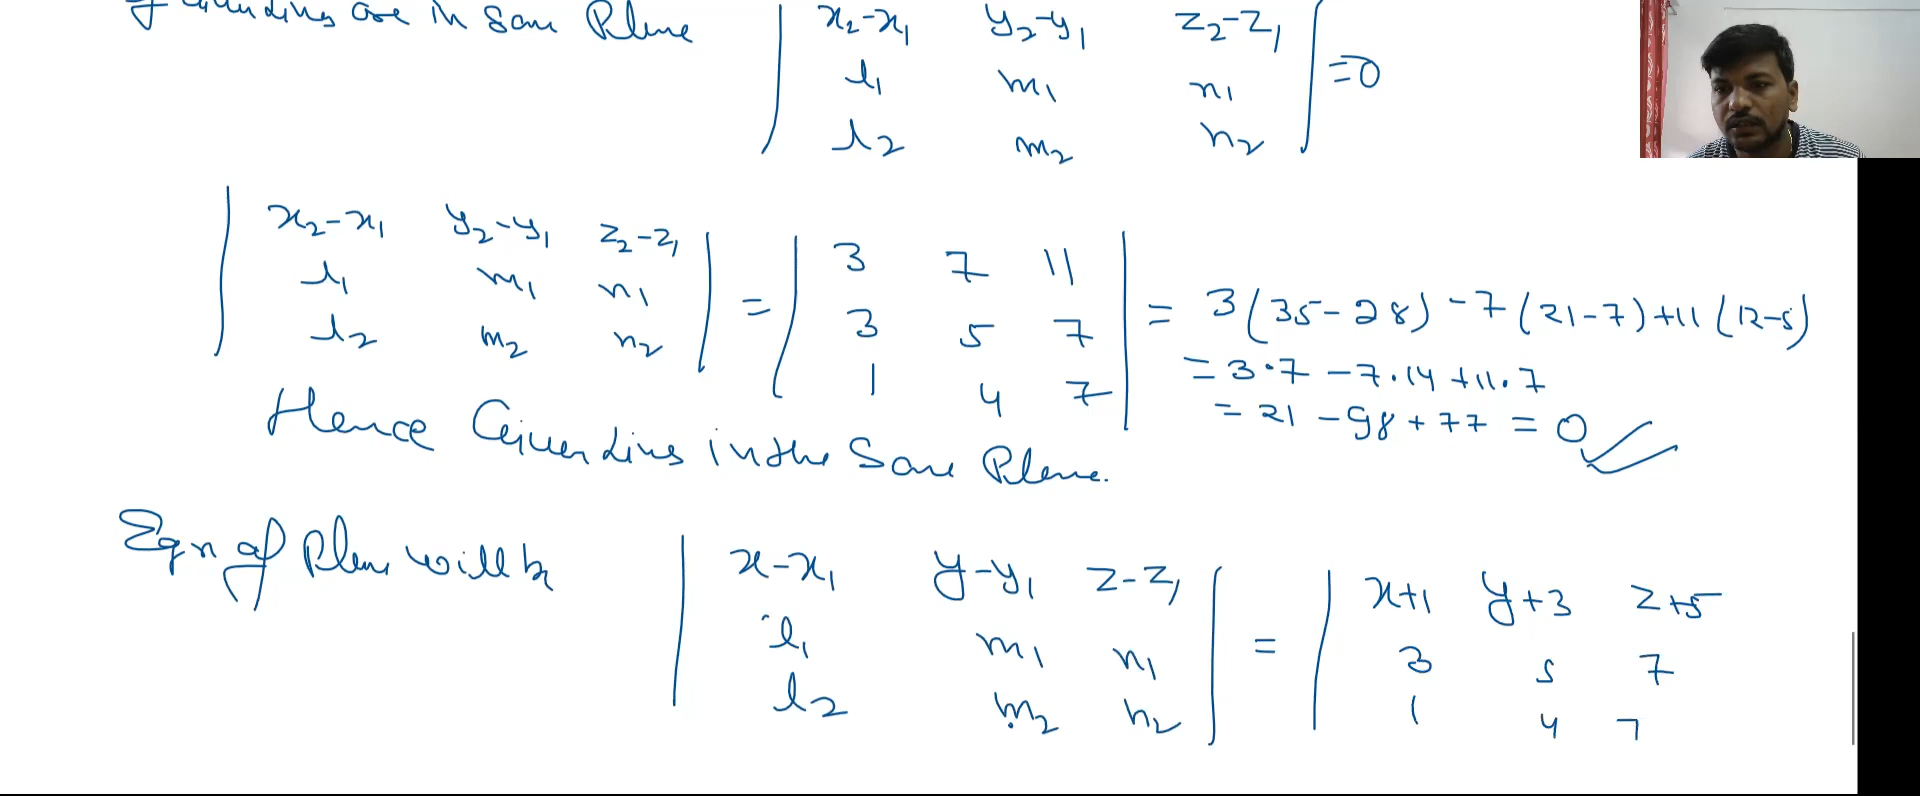 are in Same Plane | x₂-x₁ y₂-y₁ z₂-z₁ |
| l₁ m₁ n₁ | =0
| l₂ m₂ n₂ |
| x₂-x₁ y₂-y₁ z₂-z₁ | = | 3 7 11 | = 3(35-28) -7(21-7)+11(12-5)
| l₁ m₁ n₁ | | 3 5 7 | = 3·7 -7·14 +11·7
| l₂ m₂ n₂ | | 1 4 7 | = 21 -98+77 = 0
Hence Given Lines in the Same Plane.
Eqn of Plane will be | x-x₁ y-y₁ z-z₁ | = | x+1 y+3 z+5
| l₁ m₁ n₁ | | 3 5 7
| l₂ m₂ n₂ | | 1 4 7